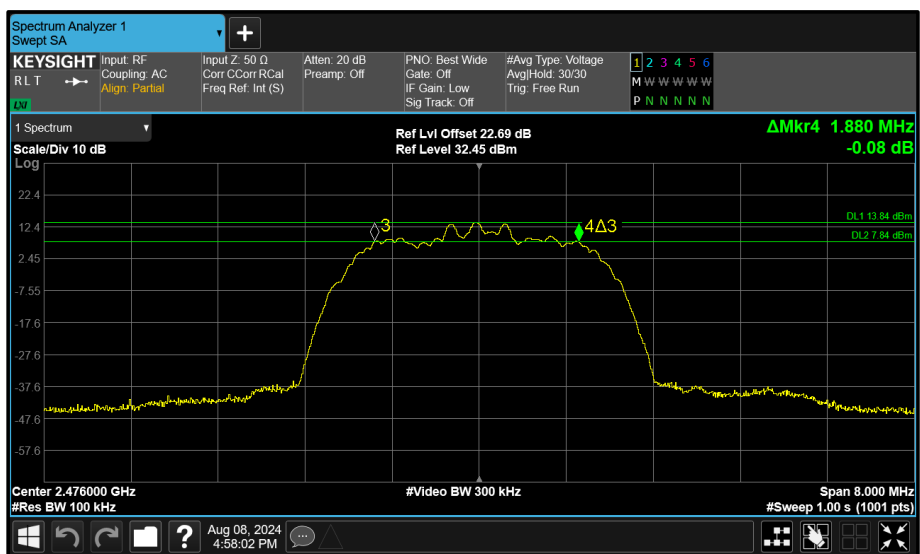 Spectrum Analyzer 1
Swept SA
+
KEYSIGHT
R L T
LXI
Input: RF
Coupling: AC
Align: Partial
Input Z: 50 Ω
Corr CCorr RCal
Freq Ref: Int (S)
Atten: 20 dB
Preamp: Off
PNO: Best Wide
Gate: Off
IF Gain: Low
Sig Track: Off
#Avg Type: Voltage
Avg|Hold: 30/30
Trig: Free Run
1 2 3 4 5 6
M W W W W W
P N N N N N
1 Spectrum
Scale/Div 10 dB
Log
Ref Lvl Offset 22.69 dB
Ref Level 32.45 dBm
ΔMkr4 1.880 MHz
-0.08 dB
22.4
12.4
2.45
-7.55
-17.6
-27.6
-37.6
-47.6
-57.6
3
4Δ3
DL1 13.84 dBm
DL2 7.84 dBm
Center 2.476000 GHz
#Res BW 100 kHz
#Video BW 300 kHz
Span 8.000 MHz
#Sweep 1.00 s (1001 pts)
?
Aug 08, 2024
4:58:02 PM